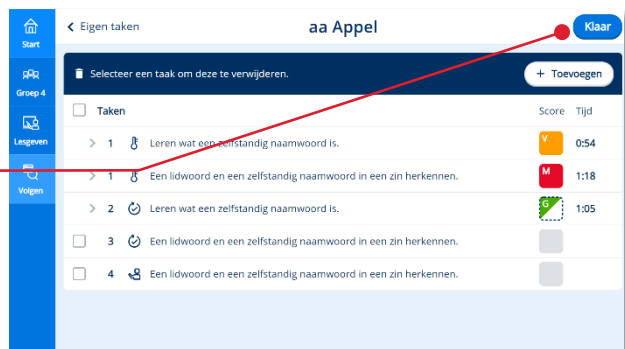 Start
Groep 4
Lesgeven
Volgen
Eigen taken
aa Appel
Klaar
Selecteer een taak om deze te verwijderen.
+ Toevoegen
Taken Score Tijd
1 Leren wat een zelfstandig naamwoord is. V 0:54
1 Een lidwoord en een zelfstandig naamwoord in een zin herkennen. M 1:18
2 Leren wat een zelfstandig naamwoord is. G 1:05
3 Een lidwoord en een zelfstandig naamwoord in een zin herkennen.
4 Een lidwoord en een zelfstandig naamwoord in een zin herkennen.